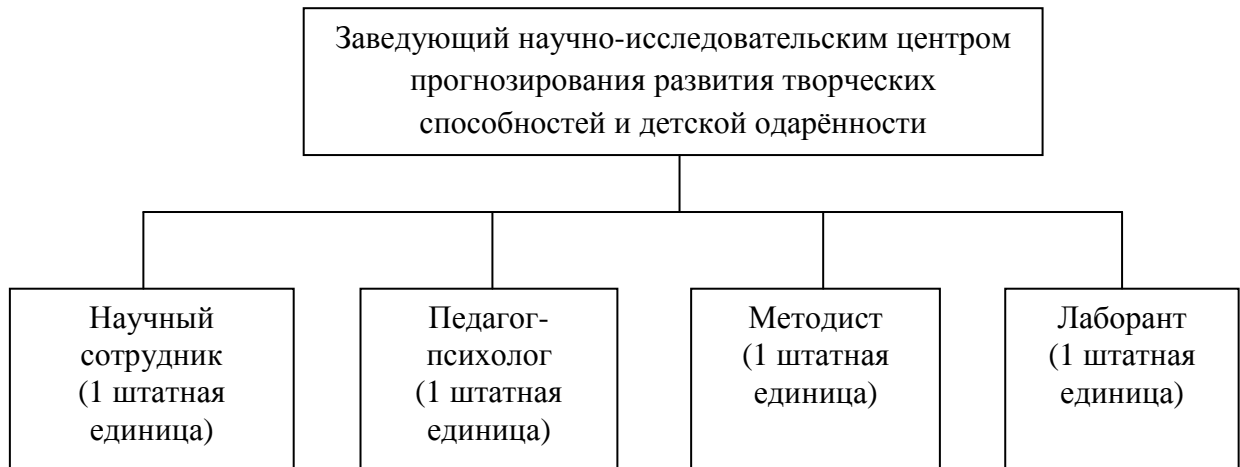 Заведующий научно-исследовательским центром
прогнозирования развития творческих
способностей и детской одарённости
Научный
сотрудник
(1 штатная
единица)
Педагог-
психолог
(1 штатная
единица)
Методист
(1 штатная
единица)
Лаборант
(1 штатная
единица)